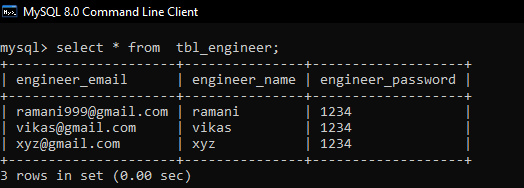 MySQL 8.0 Command Line Client
mysql> select * from  tbl_engineer;
+--------------------+---------------+-------------------+
| engineer_email     | engineer_name | engineer_password |
+--------------------+---------------+-------------------+
| ramani999@gmail.com | ramani        | 1234              |
| vikas@gmail.com    | vikas         | 1234              |
| xyz@gmail.com      | xyz           | 1234              |
+--------------------+---------------+-------------------+
3 rows in set (0.00 sec)